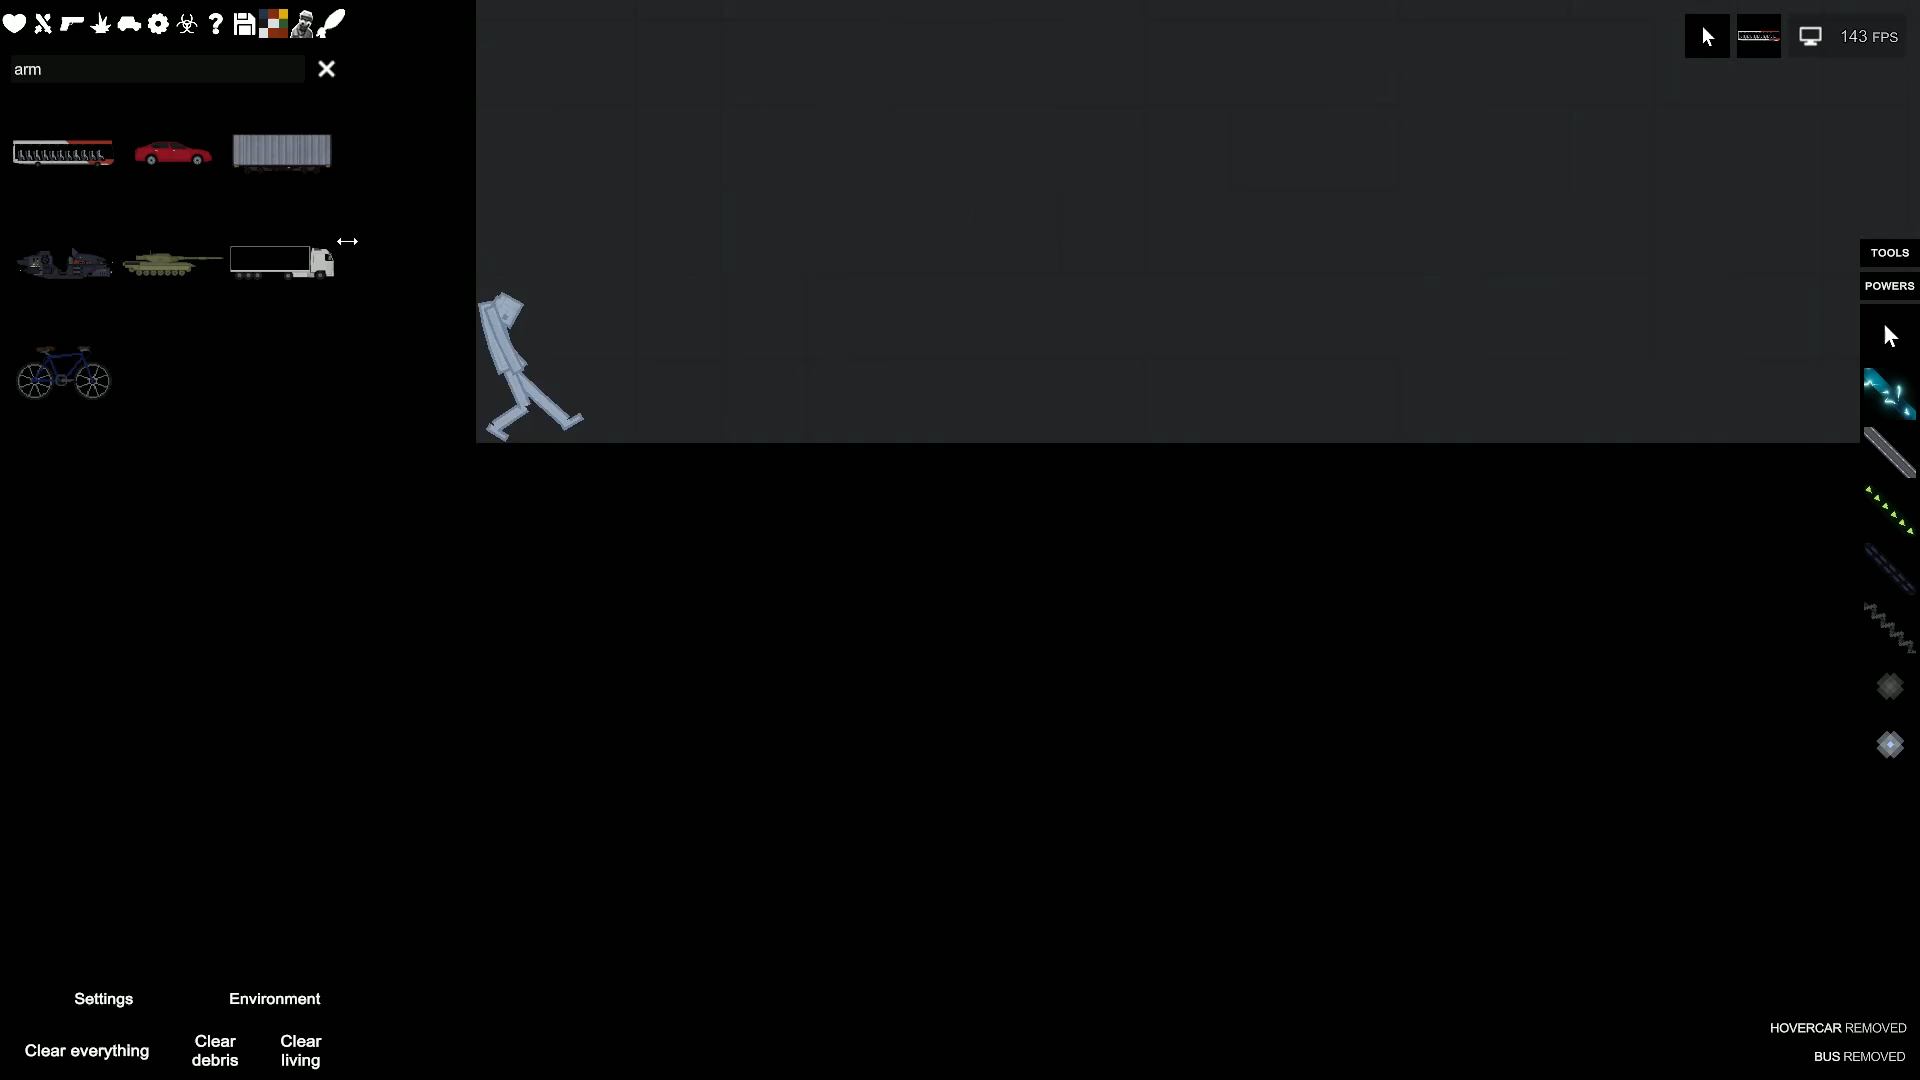 arm
143 FPS
TOOLS
POWERS
Settings
Environment
Clear everything
Clear
debris
Clear
living
HOVERCAR REMOVED
BUS REMOVED